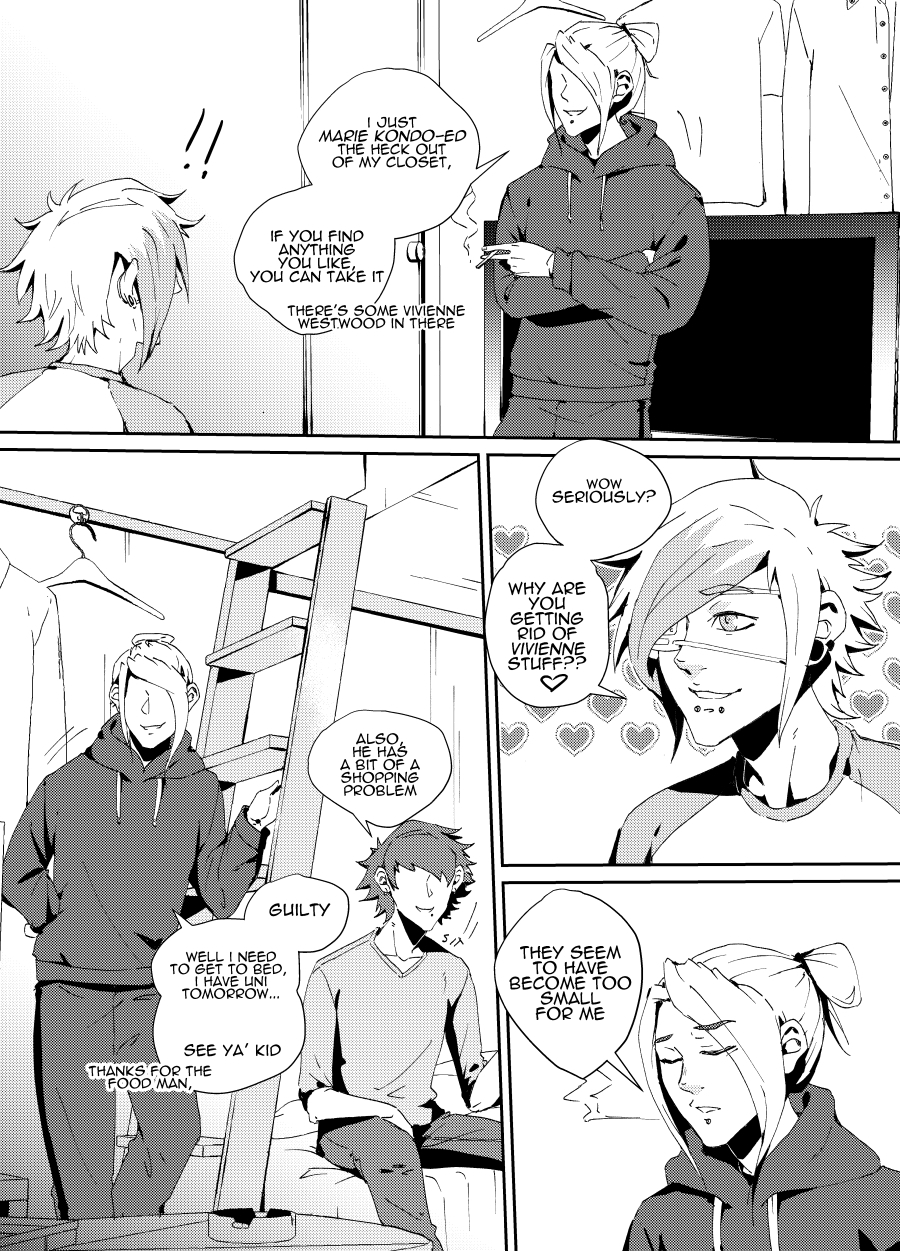 !!
I JUST
MARIE KONDO-ED
THE HECK OUT
OF MY CLOSET,
IF YOU FIND
ANYTHING
YOU LIKE,
YOU CAN TAKE IT
THERE'S SOME VIVIENNE
WESTWOOD IN THERE
WOW
SERIOUSLY?
WHY ARE
YOU
GETTING
RID OF
VIVIENNE
STUFF??
♡
THEY SEEM
TO HAVE
BECOME TOO
SMALL
FOR ME
ALSO,
HE HAS
A BIT OF A
SHOPPING
PROBLEM
SIT
GUILTY
WELL I NEED
TO GET TO BED,
I HAVE UNI
TOMORROW...
SEE YA' KID
THANKS FOR THE
FOOD MAN,